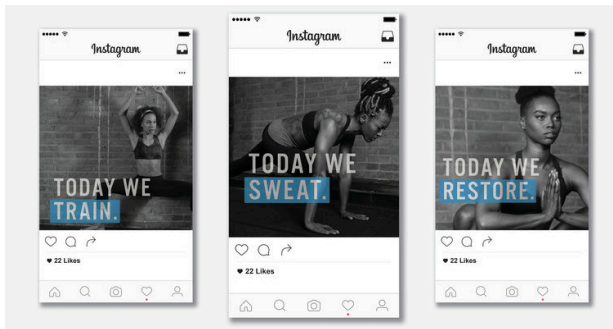 Instagram
TODAY WE
TRAIN.
22 Likes
Instagram
TODAY WE
SWEAT.
22 Likes
Instagram
TODAY WE
RESTORE.
22 Likes